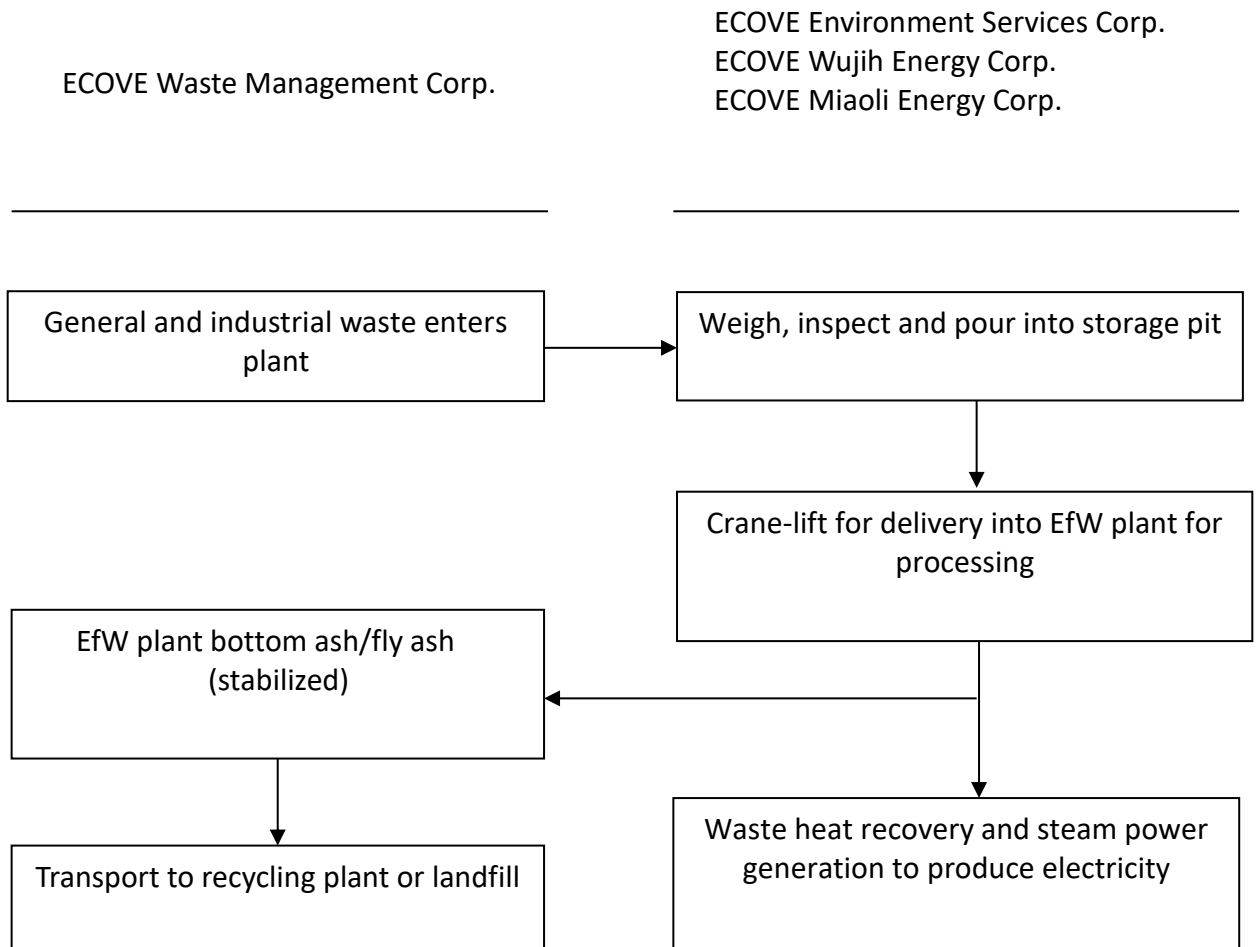 ECOVE Waste Management Corp.
ECOVE Environment Services Corp.
ECOVE Wujih Energy Corp.
ECOVE Miaoli Energy Corp.
General and industrial waste enters
plant
Weigh, inspect and pour into storage pit
Crane-lift for delivery into EfW plant for
processing
EfW plant bottom ash/fly ash
(stabilized)
Waste heat recovery and steam power
generation to produce electricity
Transport to recycling plant or landfill